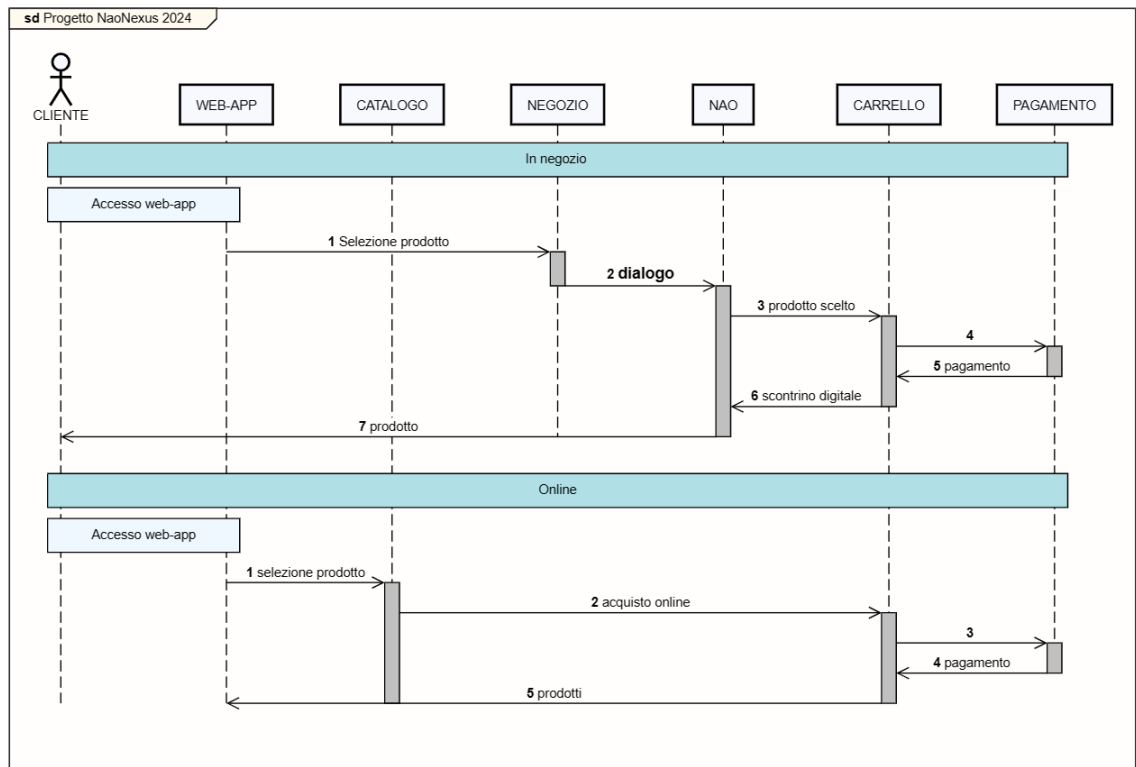 sd Progetto NaoNexus 2024
CLIENTE
WEB-APP
CATALOGO
NEGOZIO
NAO
CARRELLO
PAGAMENTO
In negozio
Accesso web-app
1 Selezione prodotto
2 dialogo
3 prodotto scelto
4
5 pagamento
6 scontrino digitale
7 prodotto
Online
Accesso web-app
1 selezione prodotto
2 acquisto online
3
4 pagamento
5 prodotti